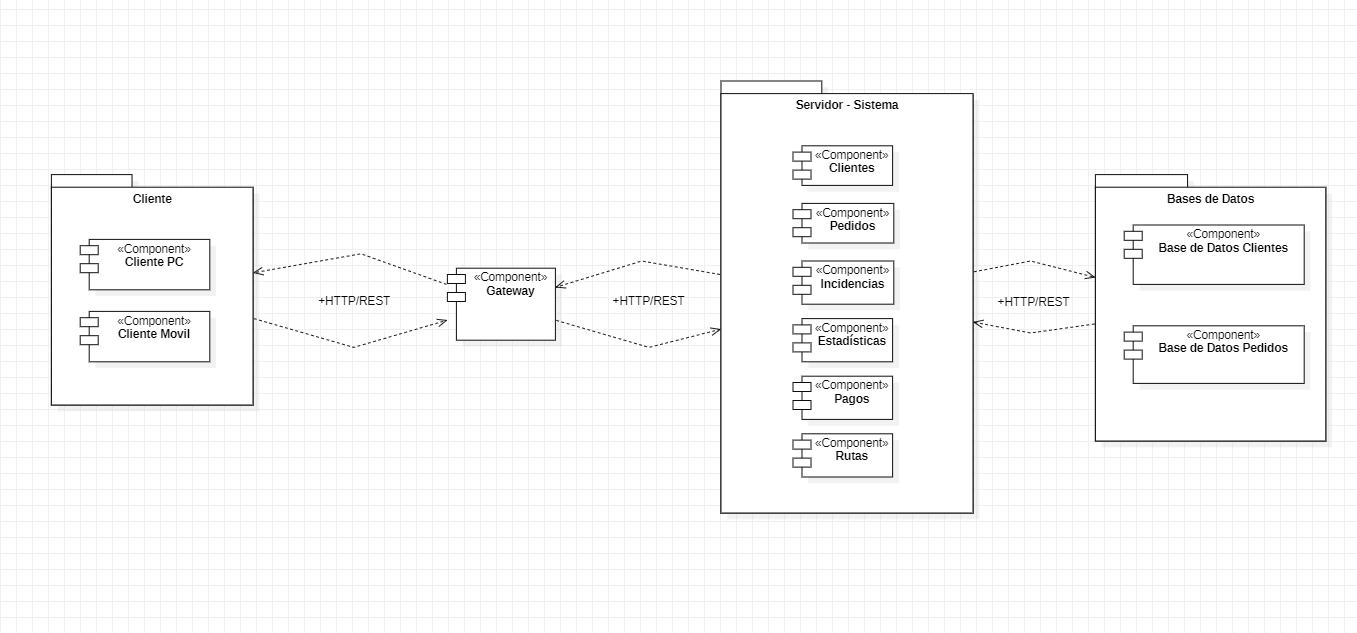 Cliente
«Component»
Cliente PC
«Component»
Cliente Movil
+HTTP/REST
«Component»
Gateway
+HTTP/REST
Servidor - Sistema
«Component»
Clientes
«Component»
Pedidos
«Component»
Incidencias
«Component»
Estadísticas
«Component»
Pagos
«Component»
Rutas
+HTTP/REST
Bases de Datos
«Component»
Base de Datos Clientes
«Component»
Base de Datos Pedidos